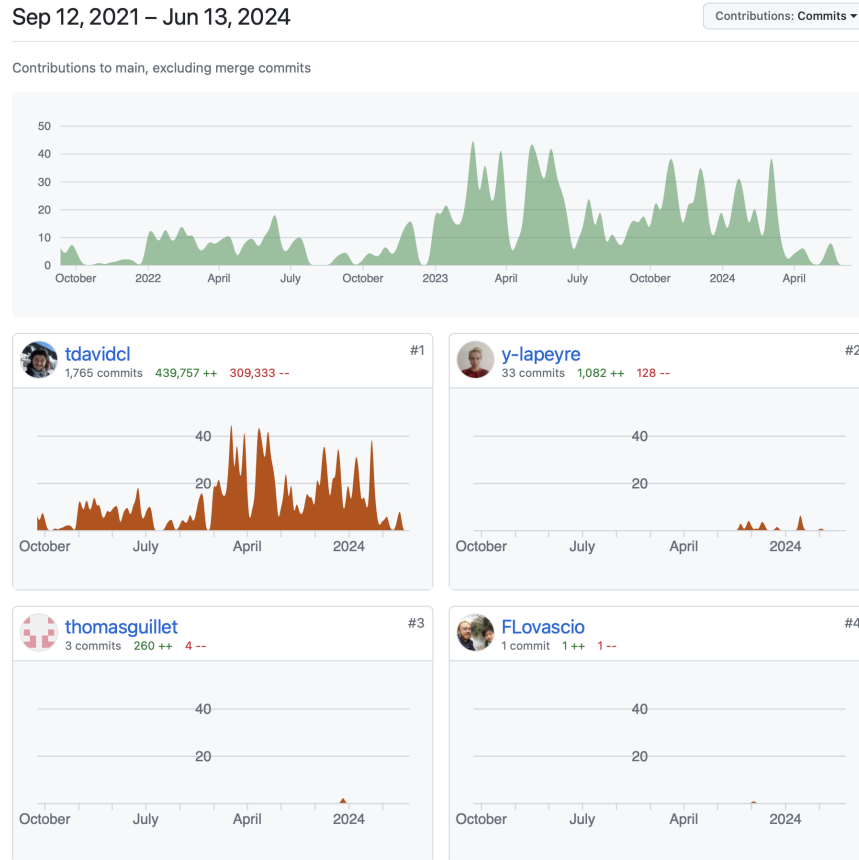 Sep 12, 2021 – Jun 13, 2024
Contributions: Commits
Contributions to main, excluding merge commits
50
40
30
20
10
0
October 2022 April July October 2023 April July October 2024 April
tdavidcl #1
1,765 commits 439,757 ++ 309,333 --
40
20
October July April 2024
y-lapeyre #2
33 commits 1,082 ++ 128 --
40
20
October July April 2024
thomasguillet #3
3 commits 260 ++ 4 --
40
20
October July April 2024
FLovascio #4
1 commit 1 ++ 1 --
40
20
October July April 2024